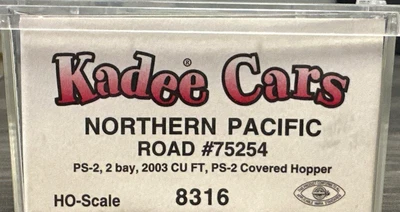 Kadee® Cars
NORTHERN PACIFIC
ROAD #75254
PS-2, 2 bay, 2003 CU FT, PS-2 Covered Hopper
HO-Scale 8316